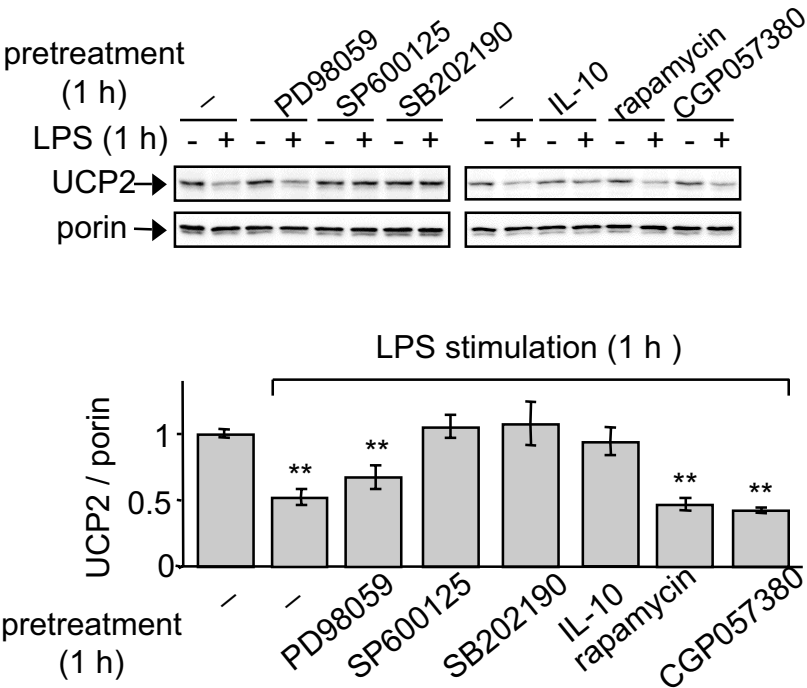 pretreatment
(1 h)
– PD98059 SP600125 SB202190 – IL-10 rapamycin CGP057380
LPS (1 h) - + - + - + - + - + - + - + - +
UCP2
porin
LPS stimulation (1 h )
UCP2 / porin
1
0.5
0
** ** ** **
pretreatment
(1 h)
– – PD98059 SP600125 SB202190 IL-10 rapamycin CGP057380